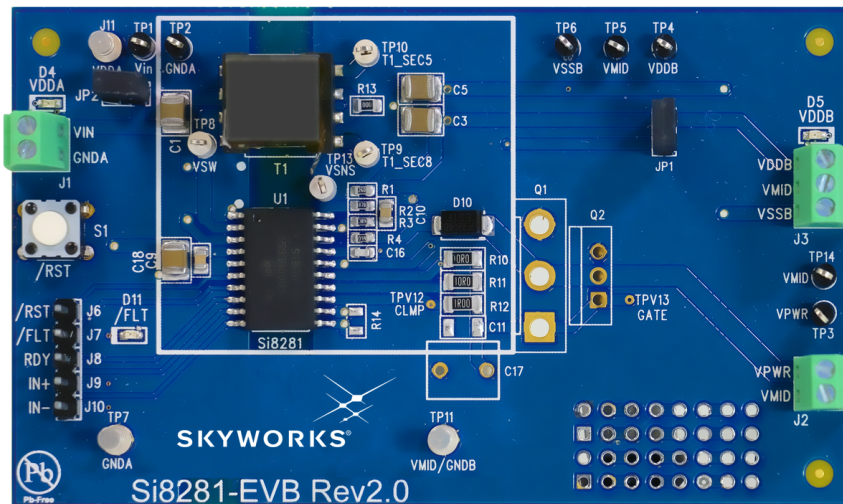 J11
TP1
TP2
VDDA
Vin
GNDA
D4
VDDA
JP2
TP10
T1_SEC5
TP6
TP5
TP4
VSSB
VMID
VDDB
R13
C5
C3
C1
TP8
VSW
T1
TP9
T1_SEC8
TP13
VSNS
VIN
GNDA
J1
JP1
D5
VDDB
VDDB
VMID
VSSB
J3
S1
/RST
U1
R1
R2
R3
C10
R4
C16
D10
Q1
Q2
C18
C9
R10
10R0
R11
10R0
R12
1R00
C11
R14
Si8281
TPV12
CLMP
TPV13
GATE
TP14
VMID
VPWR
TP3
/RST
J6
/FLT
J7
RDY
J8
IN+
J9
IN-
J10
D11
/FLT
C17
VPWR
VMID
J2
TP7
GNDA
SKYWORKS®
TP11
VMID/GNDB
Pb
Pb-Free
Si8281-EVB Rev2.0